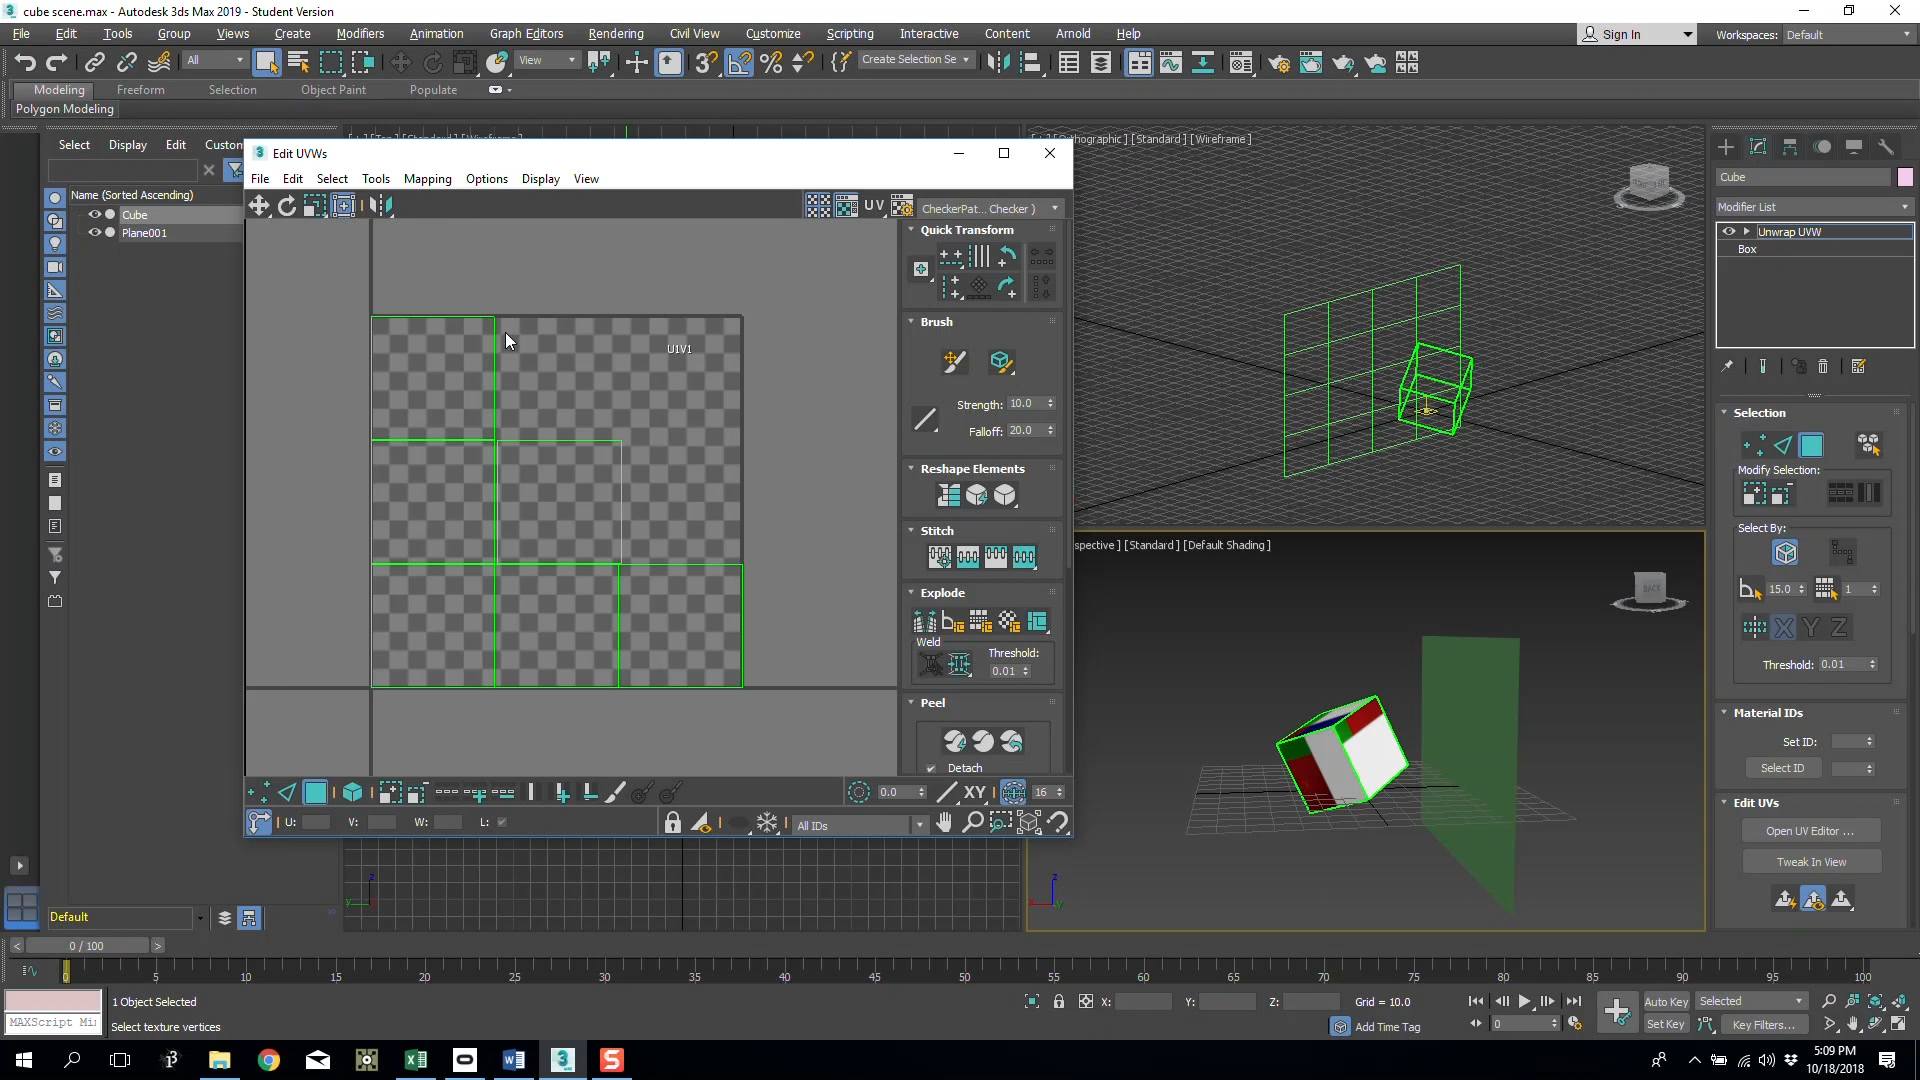 cube scene.max - Autodesk 3ds Max 2019 - Student Version
File Edit Tools Group Views Create Modifiers Animation Graph Editors Rendering Civil View Customize Scripting Interactive Content Arnold Help
Sign In
Workspaces: Default
All
View
Create Selection Se
Modeling Freeform Selection Object Paint Populate
Polygon Modeling
Select Display Edit Custon
Name (Sorted Ascending)
Cube
Plane001
Edit UVWs
File Edit Select Tools Mapping Options Display View
UV
CheckerPat... Checker )
U1V1
Quick Transform
Brush
Strength: 10.0
Falloff: 20.0
Reshape Elements
Stitch
Explode
Weld
Threshold:
0.01
Peel
Detach
0.0
XY
16
U: V: W: L:
All IDs
ographic ] [Standard ] [Wireframe ]
spective ] [Standard ] [Default Shading ]
BACK
Cube
Modifier List
Unwrap UVW
Box
Selection
Modify Selection:
Select By:
15.0
1
X Y Z
Threshold: 0.01
Material IDs
Set ID:
Select ID
Edit UVs
Open UV Editor ...
Tweak In View
Default
0 / 100
0 5 10 15 20 25 30 35 40 45 50 55 60 65 70 75 80 85 90 95 100
1 Object Selected
MAXScript Mi
Select texture vertices
X: Y: Z: Grid = 10.0
Add Time Tag
0
Auto Key
Selected
Set Key
Key Filters...
5:09 PM
10/18/2018